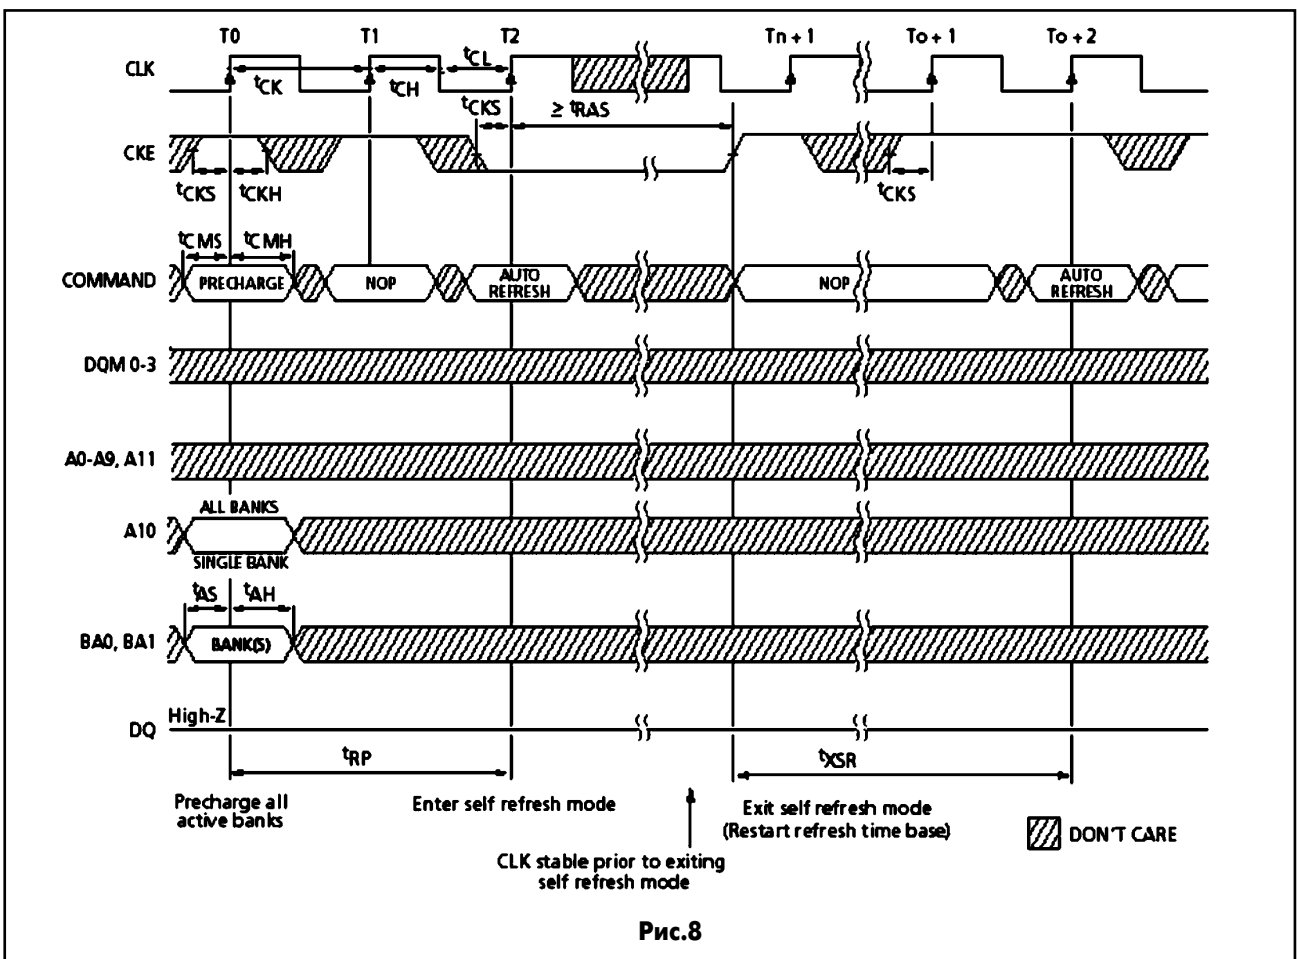 T0 T1 T2 Tn + 1 To + 1 To + 2
CLK
tCK tCH tCL
tCKS ≥ tRAS
CKE
tCKS tCKH tCKS
tCMS tCMH
COMMAND PRECHARGE NOP AUTO REFRESH NOP AUTO REFRESH
DQM 0-3
A0-A9, A11
ALL BANKS
A10
SINGLE BANK
tAS tAH
BA0, BA1 BANK(S)
High-Z
DQ
tRP tXSR
Precharge all
active banks
Enter self refresh mode
CLK stable prior to exiting
self refresh mode
Exit self refresh mode
(Restart refresh time base)
DON'T CARE
Рис.8